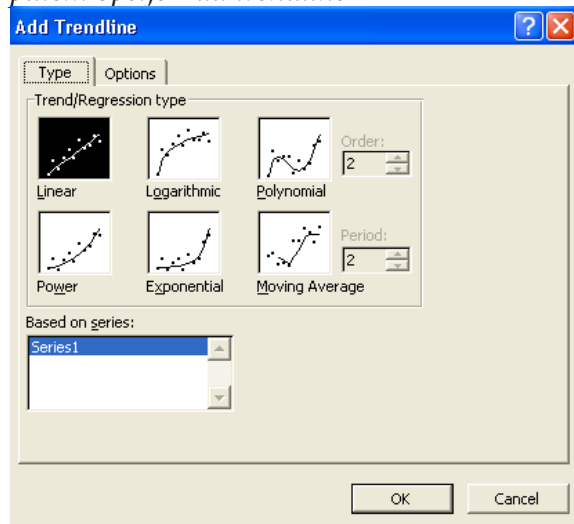 Add Trendline
Type Options
Trend/Regression type
Order:
2
Linear Logarithmic Polynomial
Period:
2
Power Exponential Moving Average
Based on series:
Series1
OK Cancel